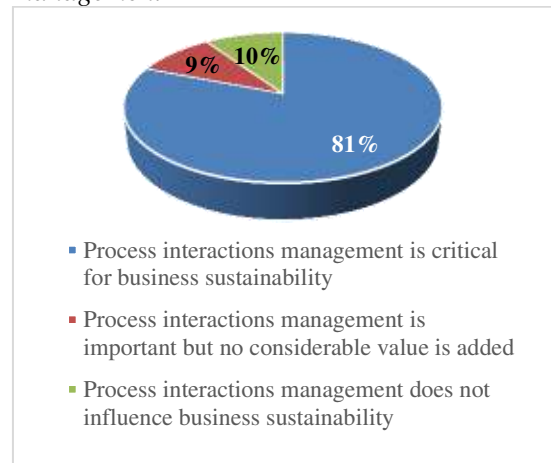 9%
10%
81%
Process interactions management is critical
for business sustainability
Process interactions management is
important but no considerable value is added
Process interactions management does not
influence business sustainability